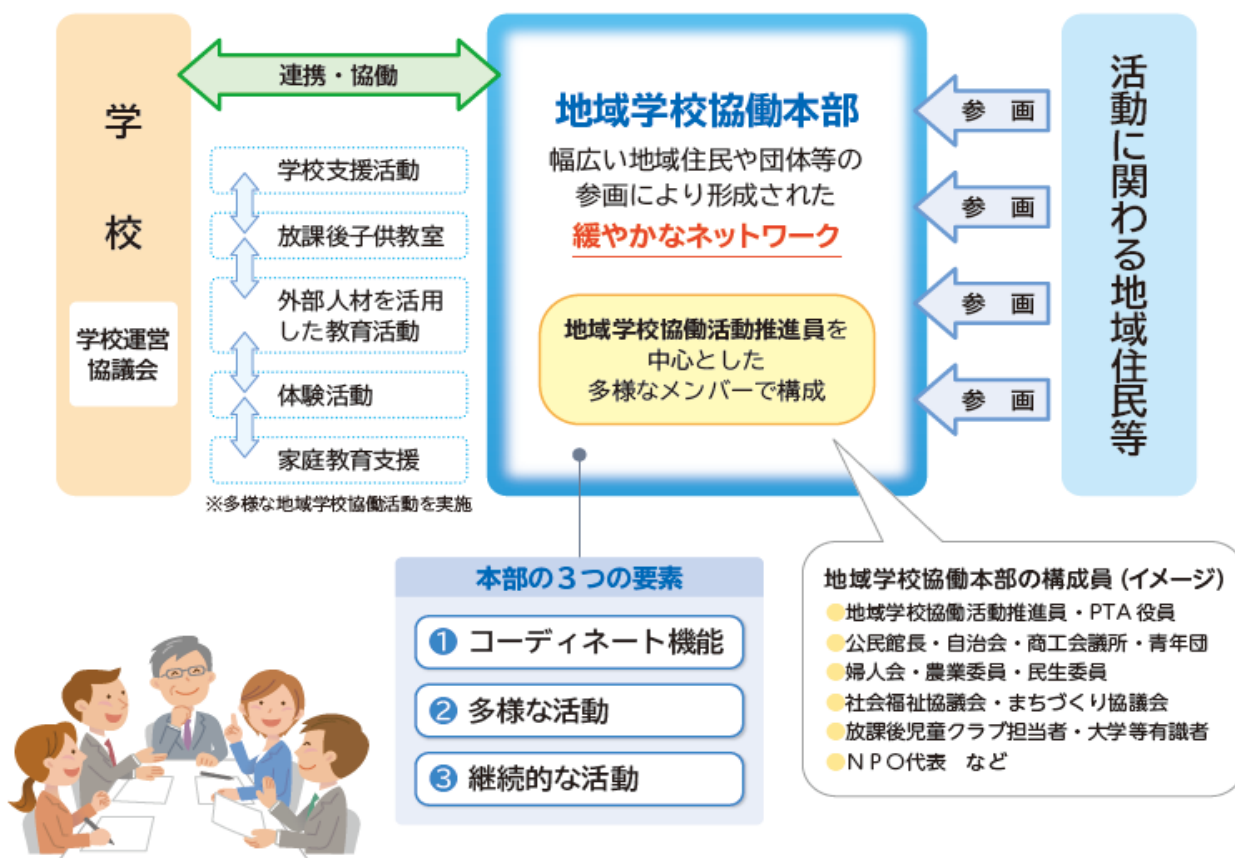 学校
学校運営
協議会
連携・協働
学校支援活動
放課後子供教室
外部人材を活用
した教育活動
体験活動
家庭教育支援
※多様な地域学校協働活動を実施
地域学校協働本部
幅広い地域住民や団体等の
参画により形成された
緩やかなネットワーク
地域学校協働活動推進員を
中心とした
多様なメンバーで構成
参 画
参 画
参 画
参 画
活動に関わる地域住民等
本部の3つの要素
❶ コーディネート機能
❷ 多様な活動
❸ 継続的な活動
地域学校協働本部の構成員 (イメージ)
●地域学校協働活動推進員・PTA 役員
●公民館長・自治会・商工会議所・青年団
●婦人会・農業委員・民生委員
●社会福祉協議会・まちづくり協議会
●放課後児童クラブ担当者・大学等有識者
●NPO代表 など